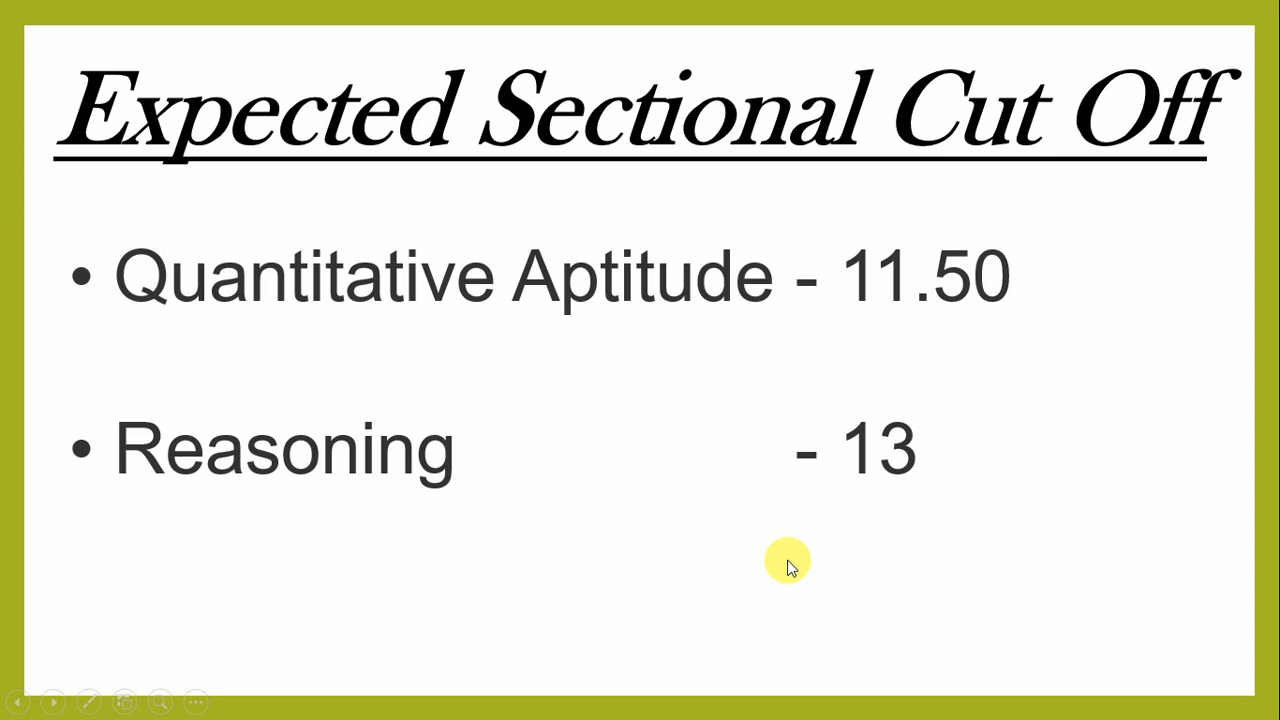 Expected Sectional Cut Off
• Quantitative Aptitude - 11.50
• Reasoning - 13